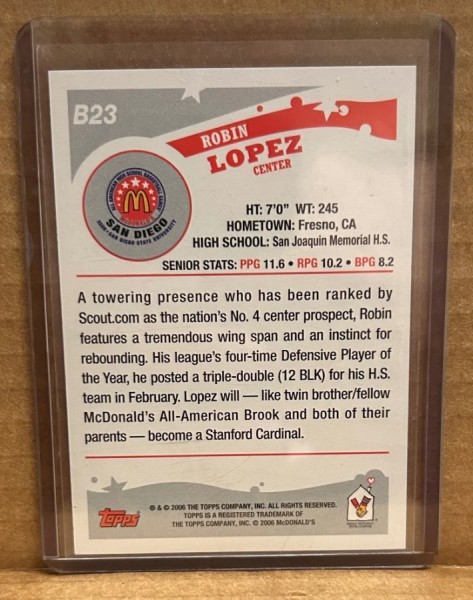 B23
ROBIN
LOPEZ
CENTER
SAN DIEGO
HT: 7'0" WT: 245
HOMETOWN: Fresno, CA
HIGH SCHOOL: San Joaquin Memorial H.S.
SENIOR STATS: PPG 11.6 • RPG 10.2 • BPG 8.2
A towering presence who has been ranked by
Scout.com as the nation's No. 4 center prospect, Robin
features a tremendous wing span and an instinct for
rebounding. His league's four-time Defensive Player of
the Year, he posted a triple-double (12 BLK) for his H.S.
team in February. Lopez will — like twin brother/fellow
McDonald's All-American Brook and both of their
parents — become a Stanford Cardinal.
Topps
® & © 2006 THE TOPPS COMPANY, INC. ALL RIGHTS RESERVED.
TOPPS IS A REGISTERED TRADEMARK OF
THE TOPPS COMPANY, INC. © 2006 McDONALD'S